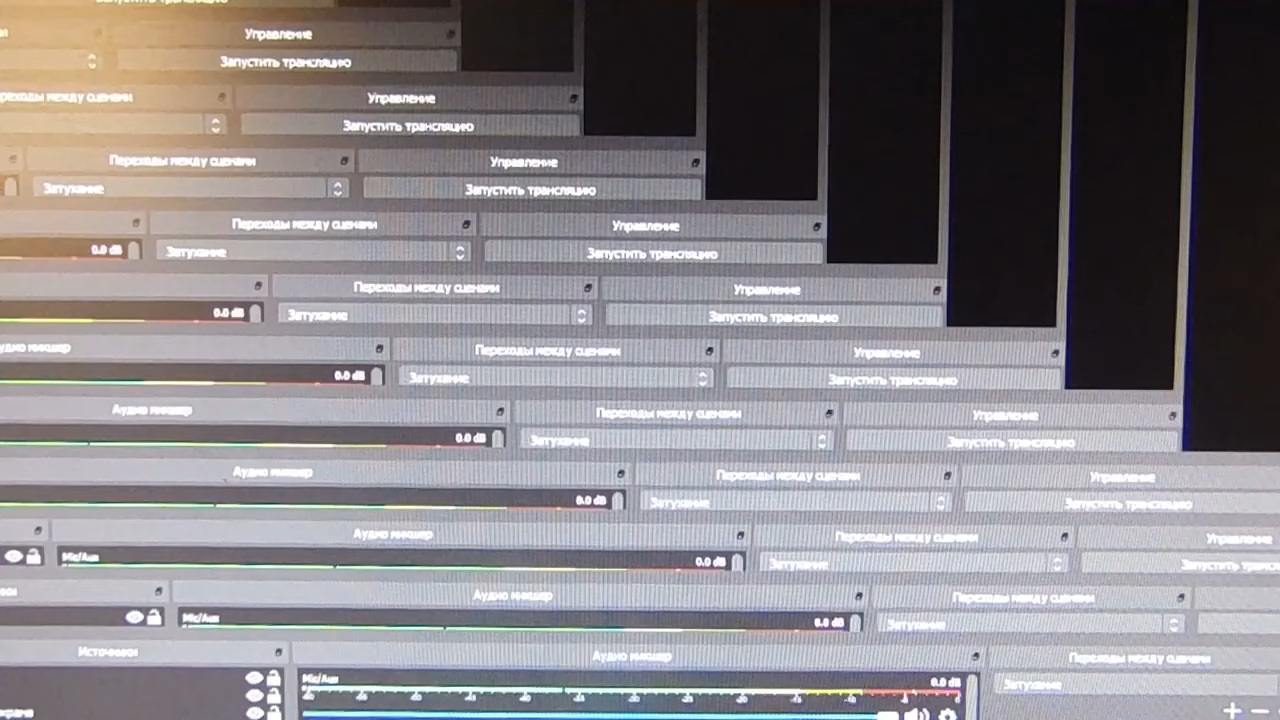 Запустить трансляцию
Управление
Запустить трансляцию
Переходы между сценами Управление
Запустить трансляцию
Переходы между сценами Управление
Затухание Запустить трансляцию
Переходы между сценами Управление
0.0 dB Затухание Запустить трансляцию
Переходы между сценами Управление
0.0 dB Затухание Запустить трансляцию
Аудио микшер Переходы между сценами Управление
0.0 dB Затухание Запустить трансляцию
Аудио микшер Переходы между сценами Управление
0.0 dB Затухание Запустить трансляцию
Аудио микшер Переходы между сценами Управление
0.0 dB Затухание Запустить трансляцию
Аудио микшер Переходы между сценами Управление
Mic/Aux 0.0 dB Затухание Запустить трансл
Аудио микшер Переходы между сценами
Mic/Aux 0.0 dB Затухание
Источники Аудио микшер Переходы между сценами
Mic/Aux 0.0 dB Затухание